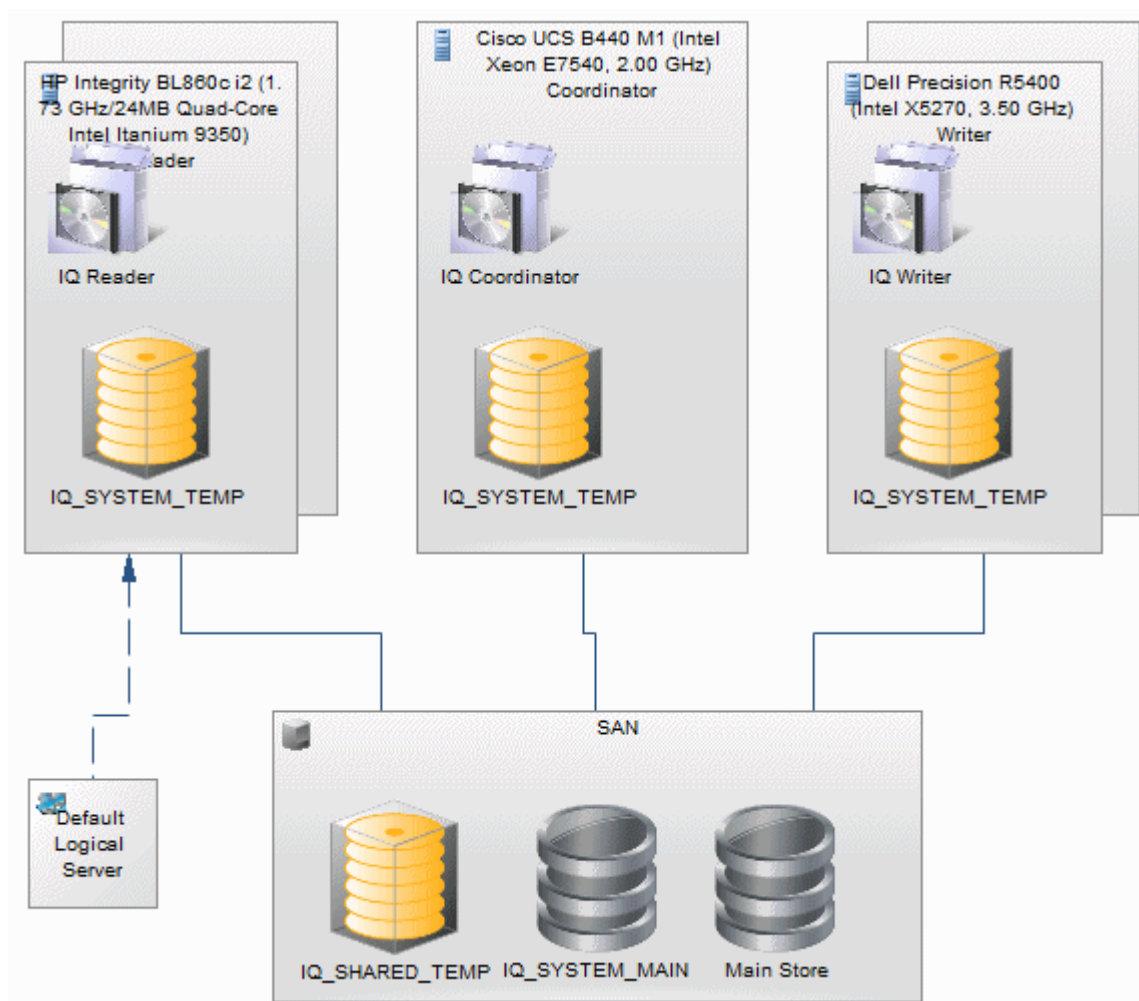 HP Integrity BL860c i2 (1.
73 GHz/24MB Quad-Core
Intel Itanium 9350)
IQ Reader
IQ_SYSTEM_TEMP
Cisco UCS B440 M1 (Intel
Xeon E7540, 2.00 GHz)
Coordinator
IQ Coordinator
IQ_SYSTEM_TEMP
Dell Precision R5400
(Intel X5270, 3.50 GHz)
Writer
IQ Writer
IQ_SYSTEM_TEMP
Default
Logical
Server
SAN
IQ_SHARED_TEMP
IQ_SYSTEM_MAIN
Main Store